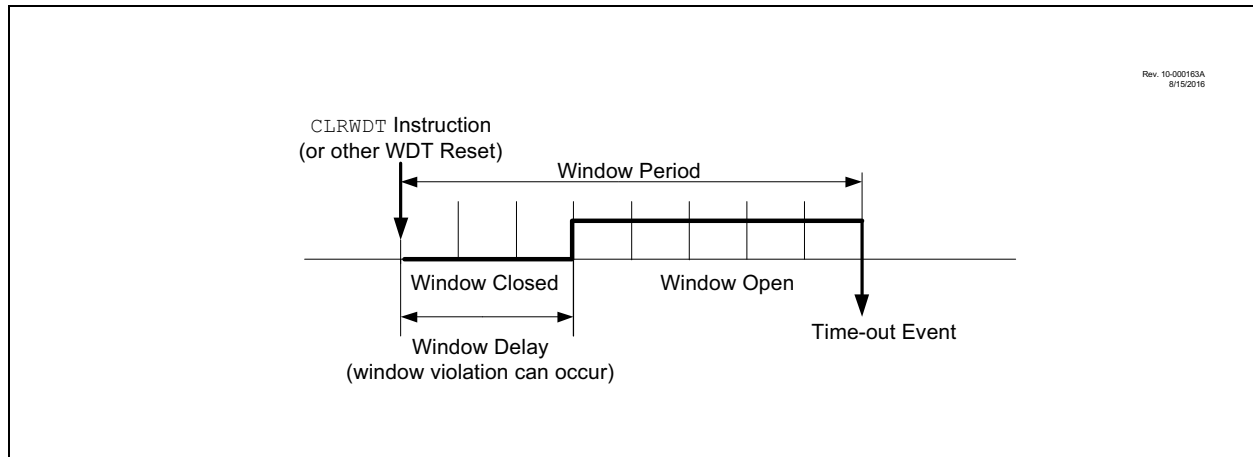 Rev. 10-000163A
8/15/2016
CLRWDT Instruction
(or other WDT Reset)
Window Period
Window Closed
Window Open
Time-out Event
Window Delay
(window violation can occur)